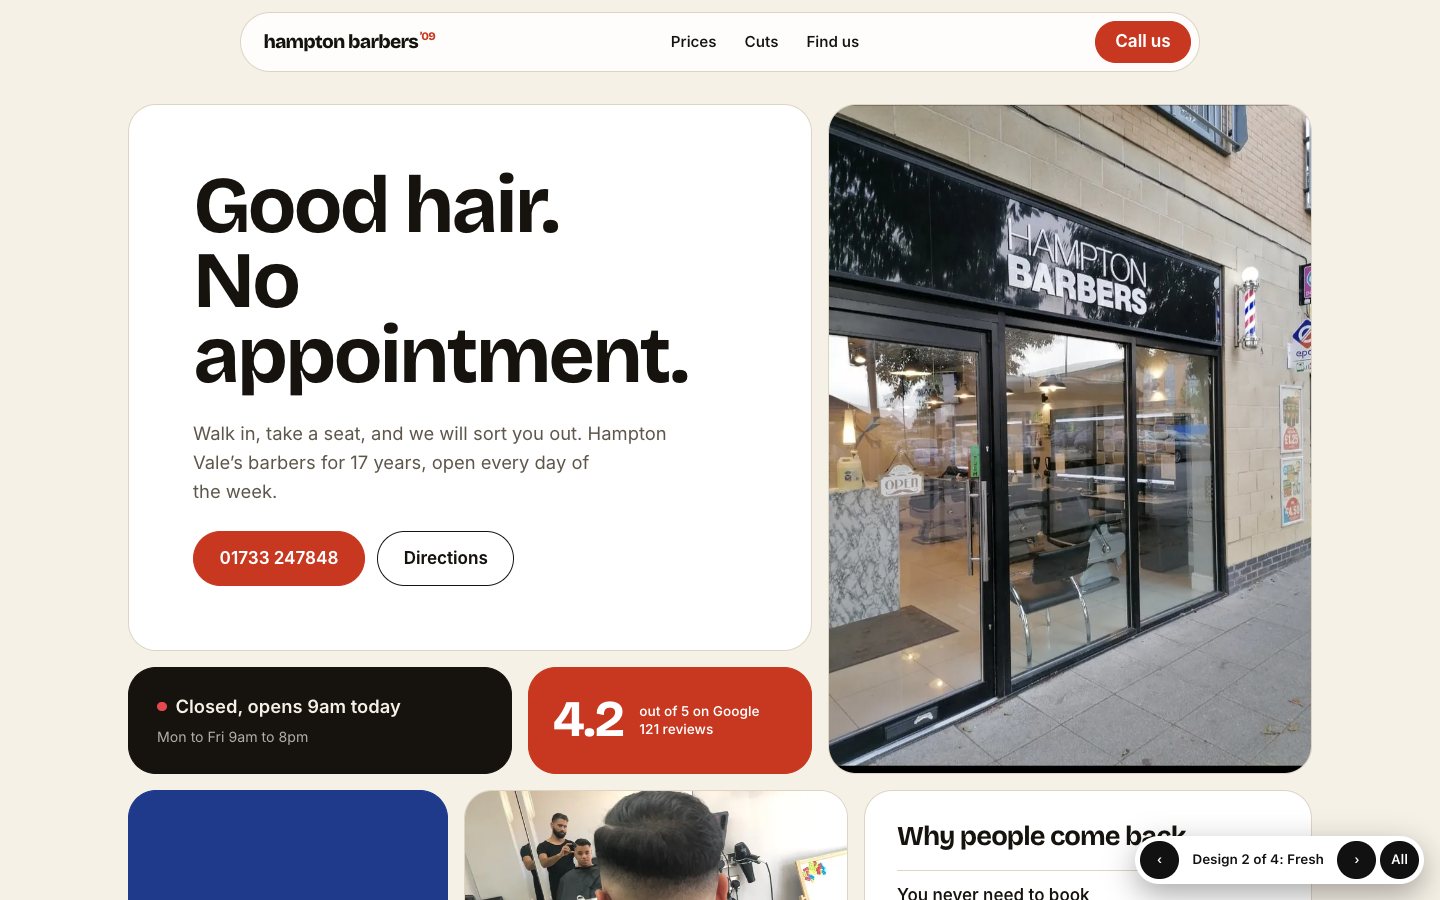 hampton barbers '09
Prices
Cuts
Find us
Call us
Good hair.
No
appointment.
Walk in, take a seat, and we will sort you out. Hampton
Vale's barbers for 17 years, open every day of
the week.
01733 247848
Directions
HAMPTON
BARBERS
OPEN
£1.25
Closed, opens 9am today
Mon to Fri 9am to 8pm
4.2
out of 5 on Google
121 reviews
Why people come back
You never need to book
‹
Design 2 of 4: Fresh
›
All